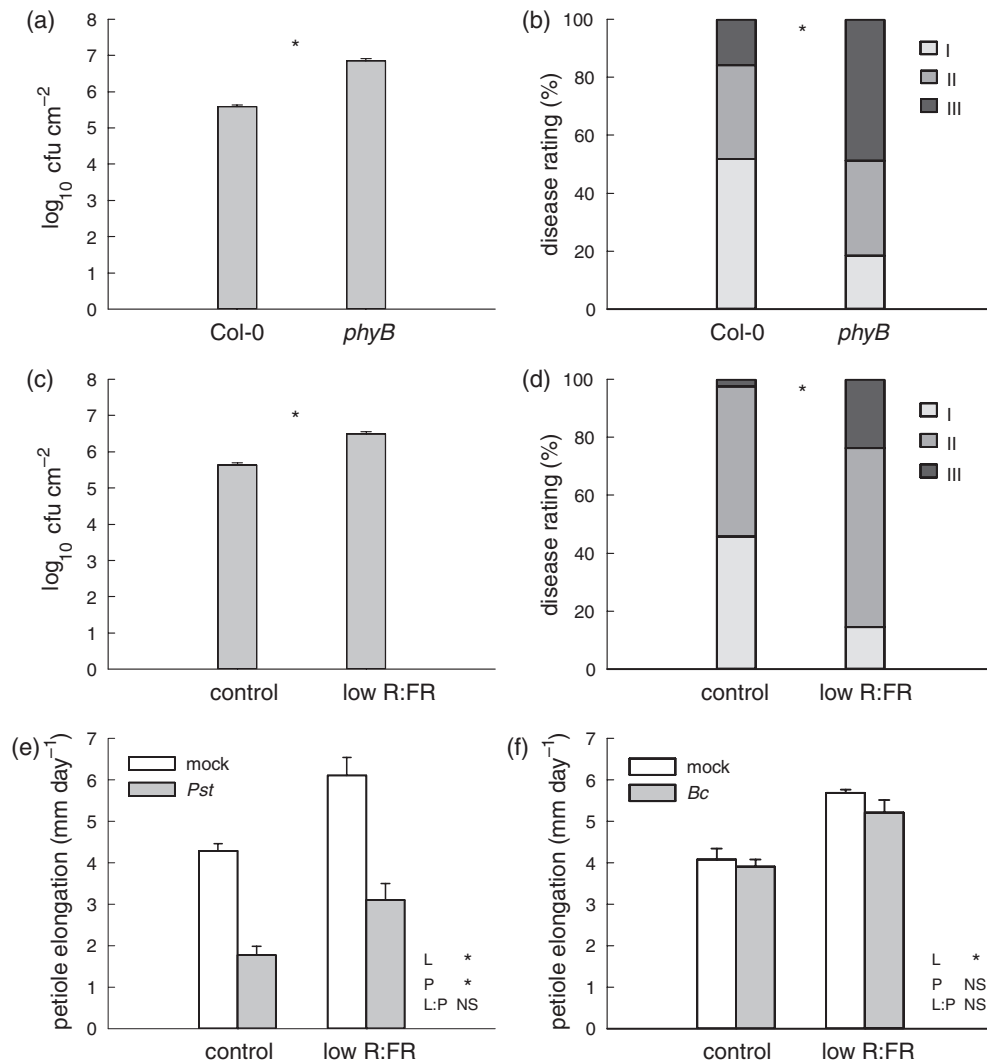 (a)
8
7
6
5
4
3
2
1
0
log₁₀ cfu cm⁻²
*
Col-0 phyB
(b)
100
80
60
40
20
0
disease rating (%)
*
I
II
III
Col-0 phyB
(c)
8
7
6
5
4
3
2
1
0
log₁₀ cfu cm⁻²
*
control low R:FR
(d)
100
80
60
40
20
0
disease rating (%)
*
I
II
III
control low R:FR
(e)
7
6
5
4
3
2
1
0
petiole elongation (mm day⁻¹)
mock
Pst
L *
P *
L:P NS
control low R:FR
(f)
7
6
5
4
3
2
1
0
petiole elongation (mm day⁻¹)
mock
Bc
L *
P NS
L:P NS
control low R:FR